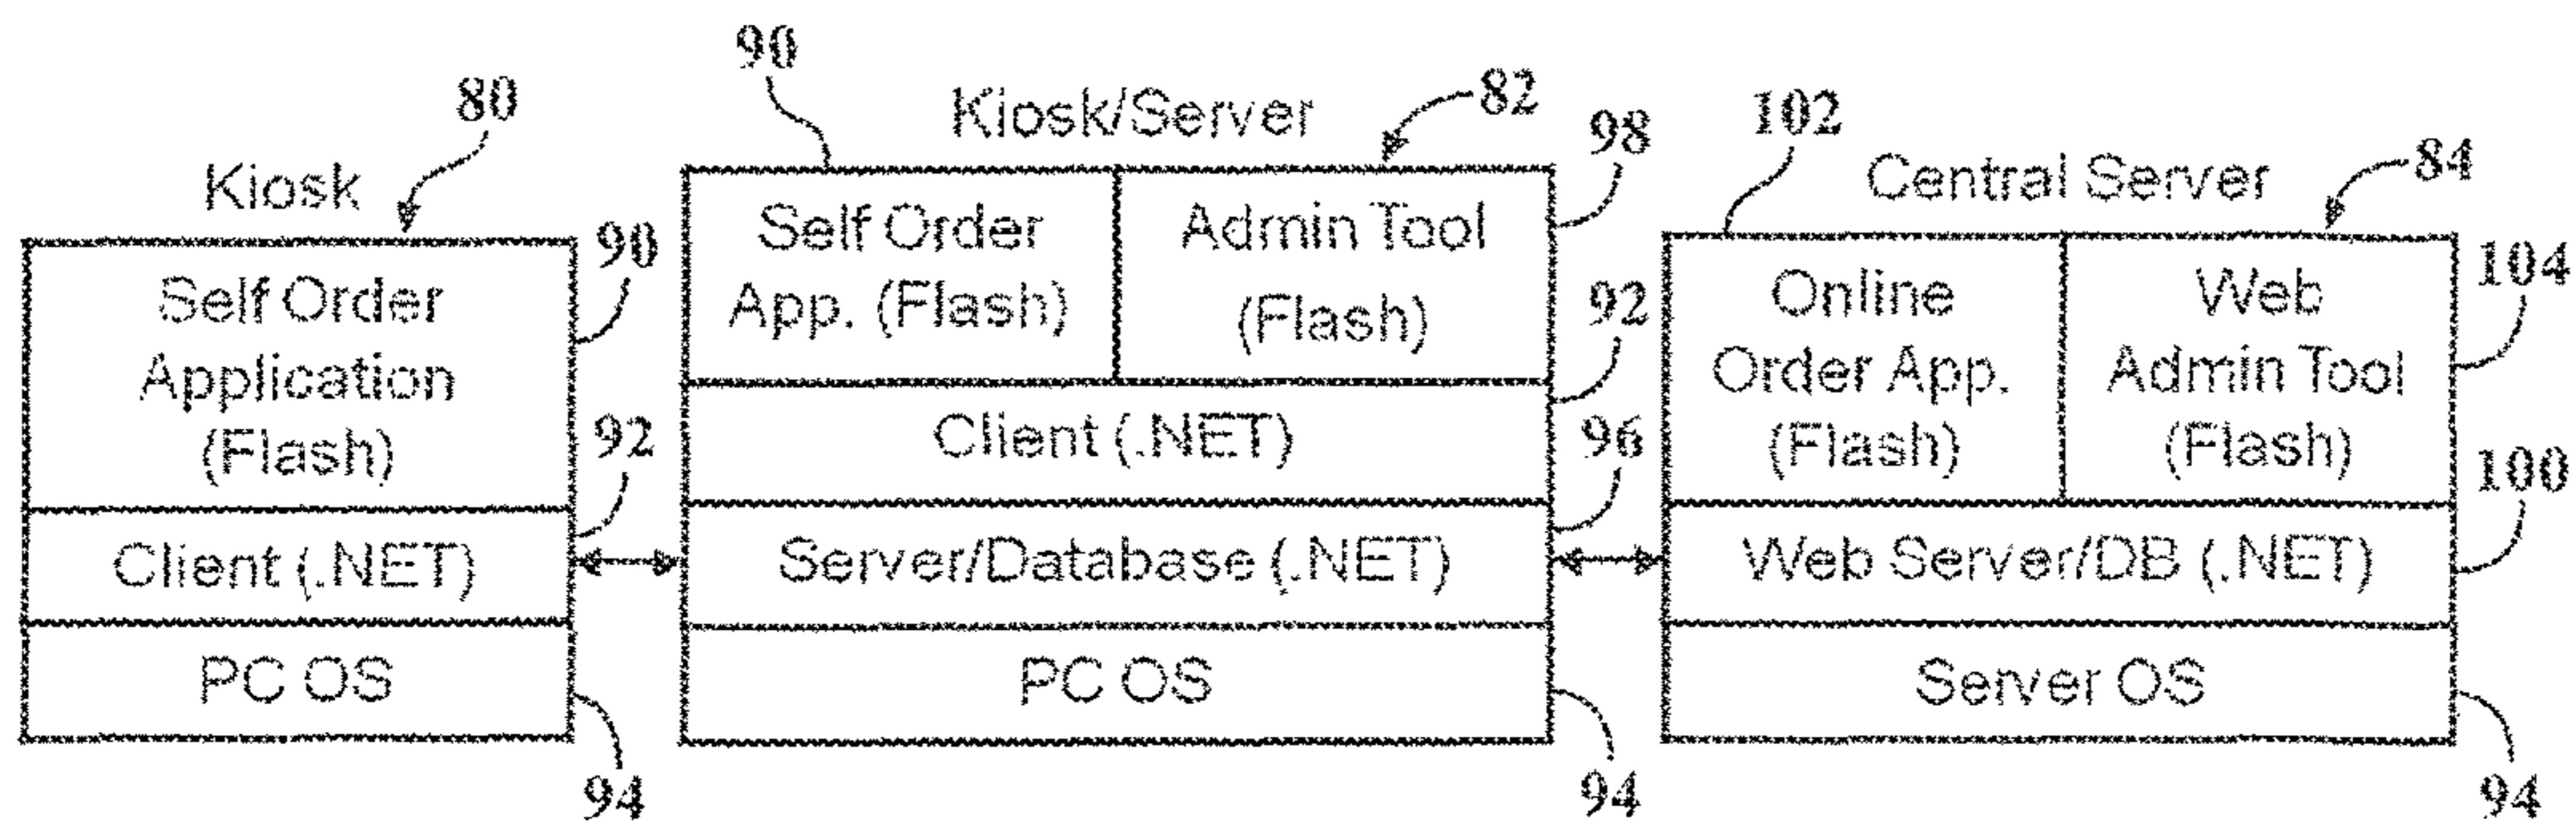 Kiosk
80
Self Order
Application
(Flash)
90
Client (.NET)
92
PC OS
94
Kiosk/Server
82
90
Self Order
App. (Flash)
Admin Tool
(Flash)
98
Client (.NET)
92
Server/Database (.NET)
96
PC OS
94
Central Server
84
102
Online
Order App.
(Flash)
Web
Admin Tool
(Flash)
104
Web Server/DB (.NET)
100
Server OS
94